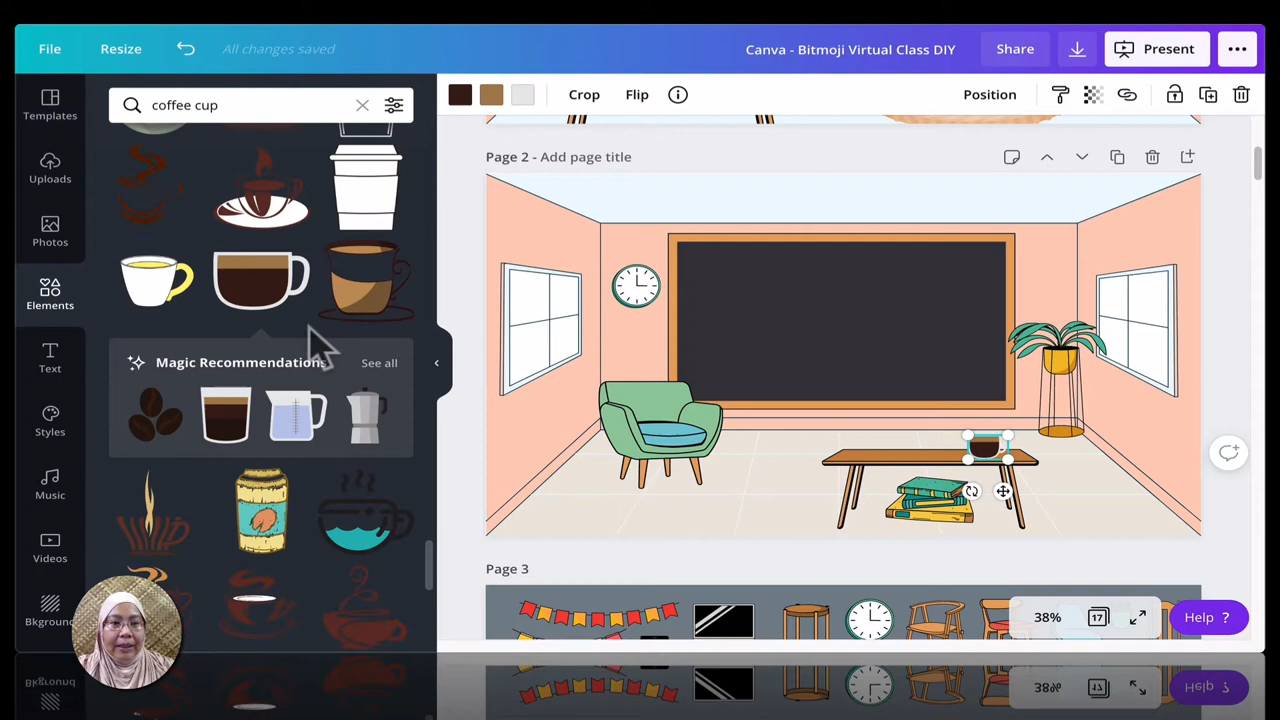 File Resize All changes saved Canva - Bitmoji Virtual Class DIY Share Present
Templates
Uploads
Photos
Elements
Text
Styles
Music
Videos
Bkground
coffee cup
Magic Recommendations See all
Crop Flip Position
Page 2 - Add page title
Page 3
38% 17 Help ?